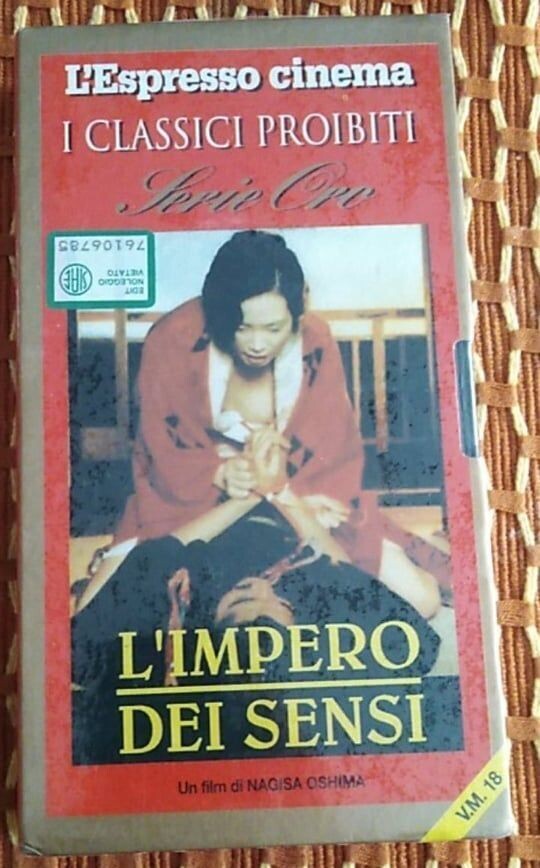 L'Espresso cinema
I CLASSICI PROIBITI
Serie Oro
76106785
SIAE
EDIT
NOLEGGIO
VIETATO
L'IMPERO
DEI SENSI
Un film di NAGISA OSHIMA
V.M. 18